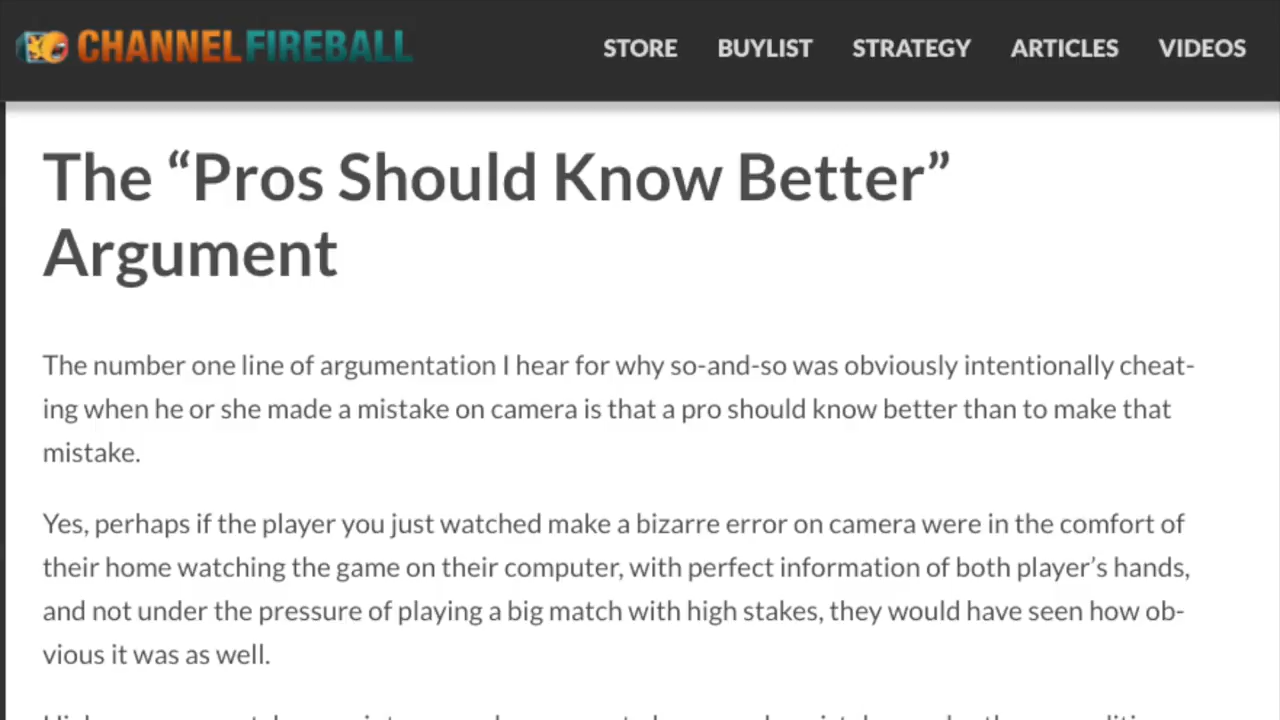 CHANNELFIREBALL
STORE BUYLIST STRATEGY ARTICLES VIDEOS
The “Pros Should Know Better”
Argument
The number one line of argumentation I hear for why so-and-so was obviously intentionally cheat-
ing when he or she made a mistake on camera is that a pro should know better than to make that
mistake.
Yes, perhaps if the player you just watched make a bizarre error on camera were in the comfort of
their home watching the game on their computer, with perfect information of both player’s hands,
and not under the pressure of playing a big match with high stakes, they would have seen how ob-
vious it was as well.